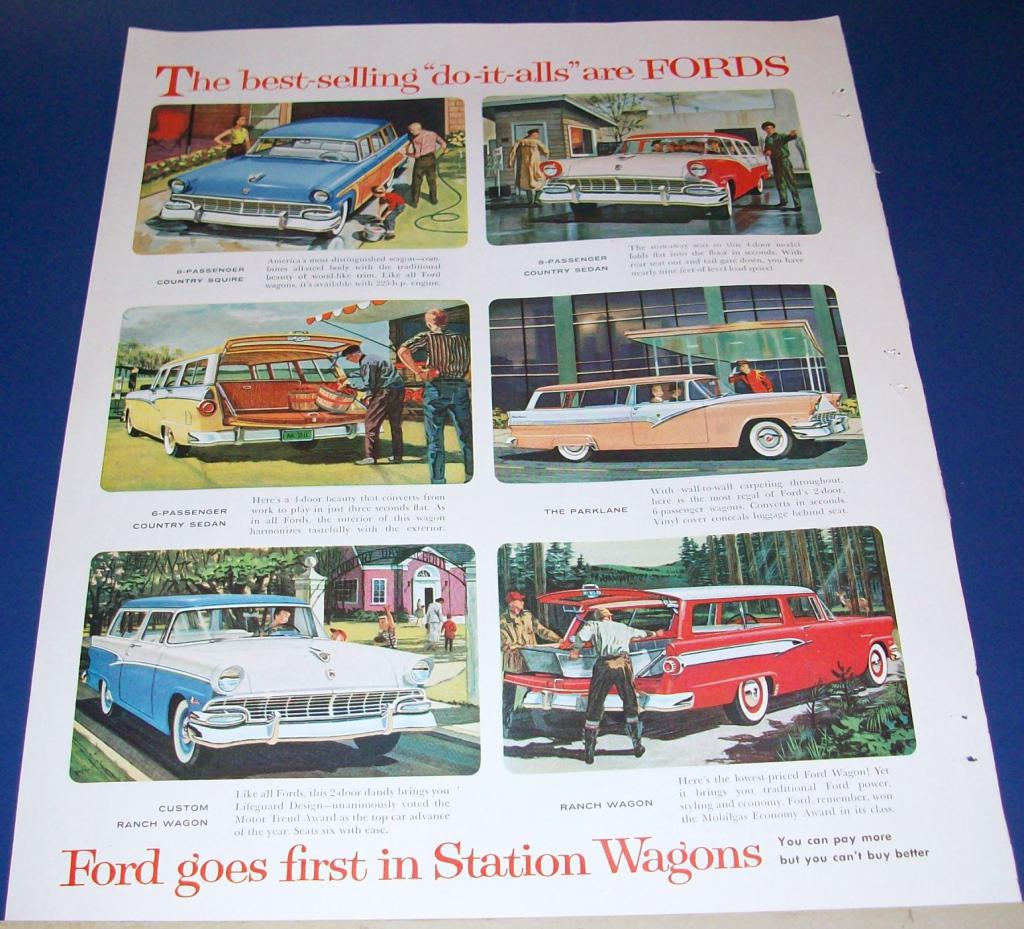 The best-selling "do-it-alls" are FORDS
8-PASSENGER
COUNTRY SQUIRE
America's most distinguished wagon—com-
bines all-steel body with the traditional
beauty of wood-like trim. Like all Ford
wagons, it's available with 225-h.p. engine.
8-PASSENGER
COUNTRY SEDAN
The stowaway seat in this 4-door model
folds flat into the floor in seconds. With
rear seat out and tail gate down, you have
nearly nine feet of level load space!
6-PASSENGER
COUNTRY SEDAN
Here's a 4-door beauty that converts from
work to play in just three seconds flat. As
in all Fords, the interior of this wagon
harmonizes tastefully with the exterior.
THE PARKLANE
With wall-to-wall carpeting throughout,
here is the most regal of Ford's 2-door,
6-passenger wagons. Converts in seconds.
Vinyl cover conceals luggage behind seat.
CUSTOM
RANCH WAGON
Like all Fords, this 2-door dandy brings you
Lifeguard Design—unanimously voted the
Motor Trend Award as the top car advance
of the year. Seats six with ease.
RANCH WAGON
Here's the lowest-priced Ford Wagon! Yet
it brings you traditional Ford power,
styling and economy. Ford, remember, won
the Mobilgas Economy Award in its class.
Ford goes first in Station Wagons
You can pay more
but you can't buy better